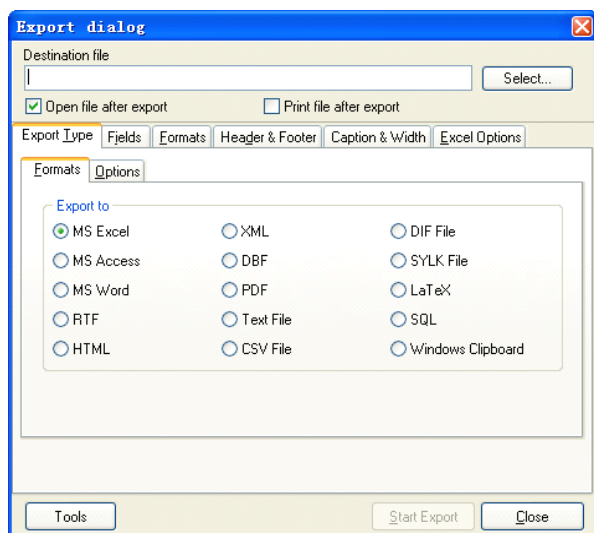 Export dialog
Destination file
Select...
Open file after export Print file after export
Export Type Fields Formats Header & Footer Caption & Width Excel Options
Formats Options
Export to
MS Excel XML DIF File
MS Access DBF SYLK File
MS Word PDF LaTeX
RTF Text File SQL
HTML CSV File Windows Clipboard
Tools Start Export Close